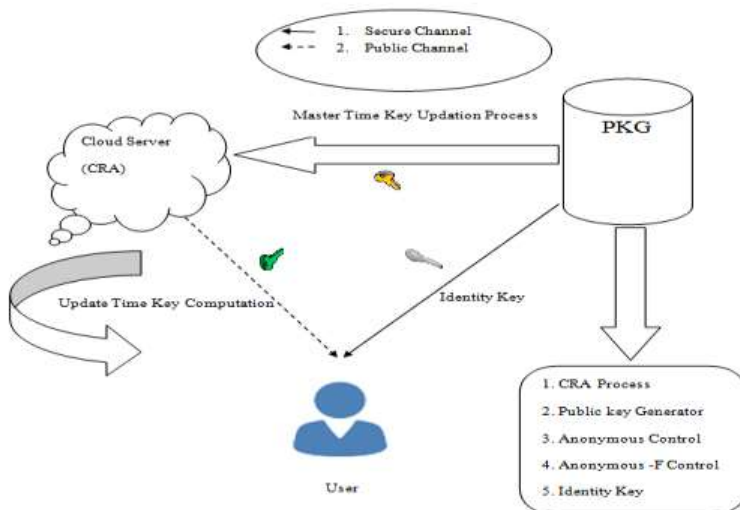 1. Secure Channel
2. Public Channel
Master Time Key Updation Process
PKG
Cloud Server
(CRA)
Update Time Key Computation
Identity Key
User
1. CRA Process
2. Public key Generator
3. Anonymous Control
4. Anonymous -F Control
5. Identity Key